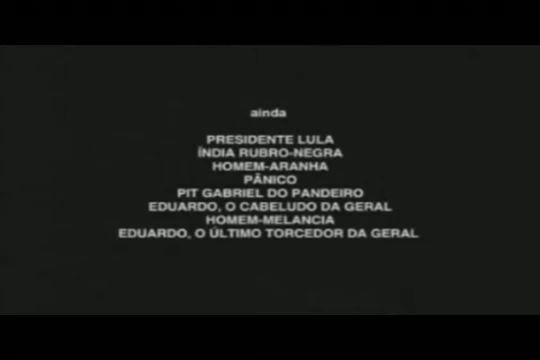 ainda
PRESIDENTE LULA
ÍNDIA RUBRO-NEGRA
HOMEM-ARANHA
PÂNICO
PIT GABRIEL DO PANDEIRO
EDUARDO, O CABELUDO DA GERAL
HOMEM-MELANCIA
EDUARDO, O ÚLTIMO TORCEDOR DA GERAL